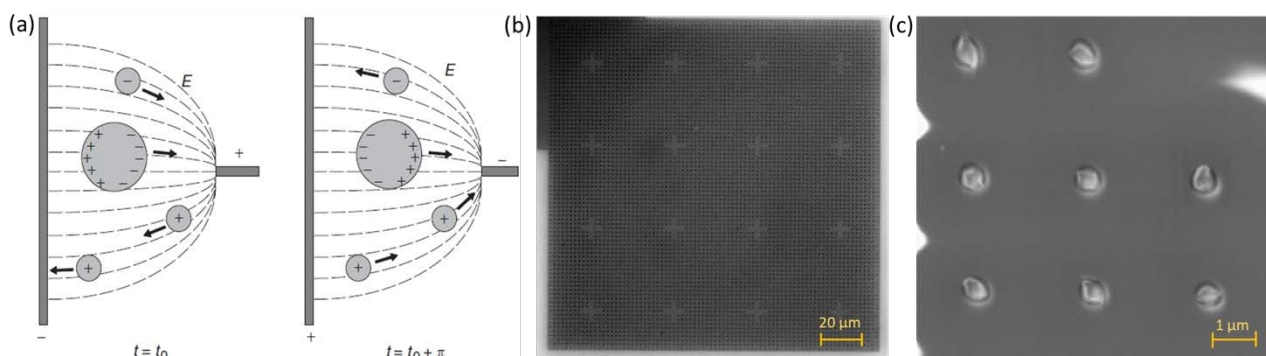 (a)
E
+
−
t = t₀
E
−
+
t = t₀ + π
(b)
20 µm
(c)
1 µm